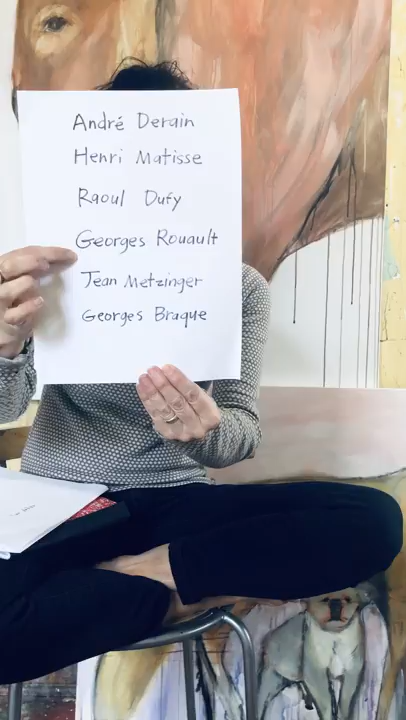 André Derain
Henri Matisse
Raoul Dufy
Georges Rouault
Jean Metzinger
Georges Braque